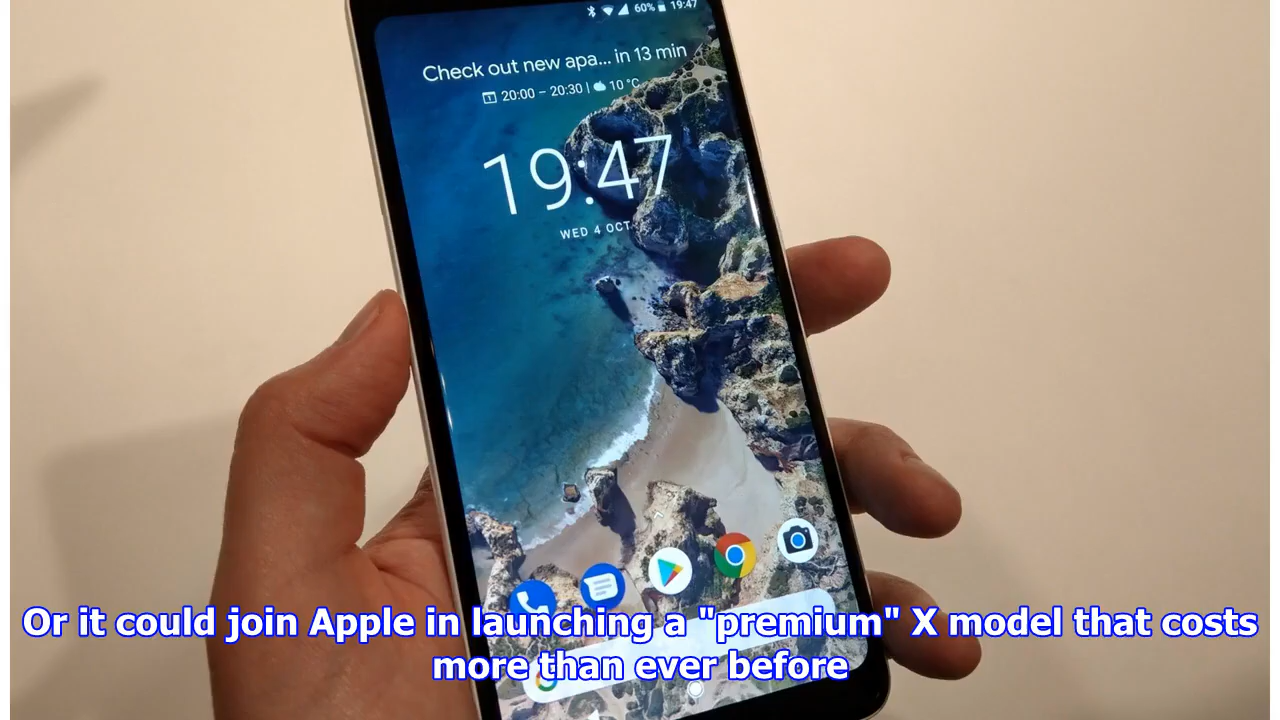 60% 19:47
Check out new apa... in 13 min
20:00 – 20:30 | 10 °C
19:47
WED 4 OCT
Or it could join Apple in launching a "premium" X model that costs
more than ever before